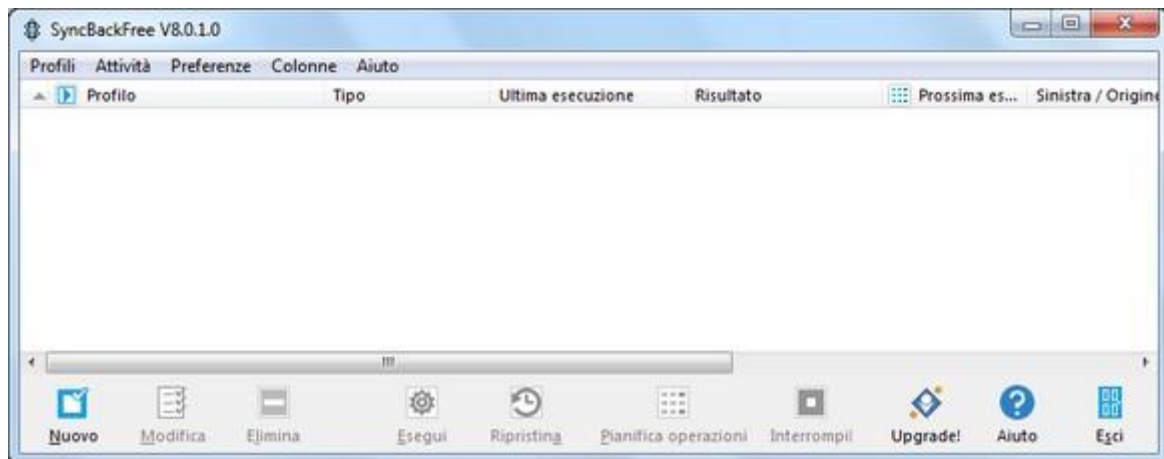 SyncBackFree V8.0.1.0
Profili Attività Preferenze Colonne Aiuto
Profilo Tipo Ultima esecuzione Risultato Prossima es... Sinistra / Origine
Nuovo Modifica Elimina Esegui Ripristina Pianifica operazioni Interrompi! Upgrade! Aiuto Esci